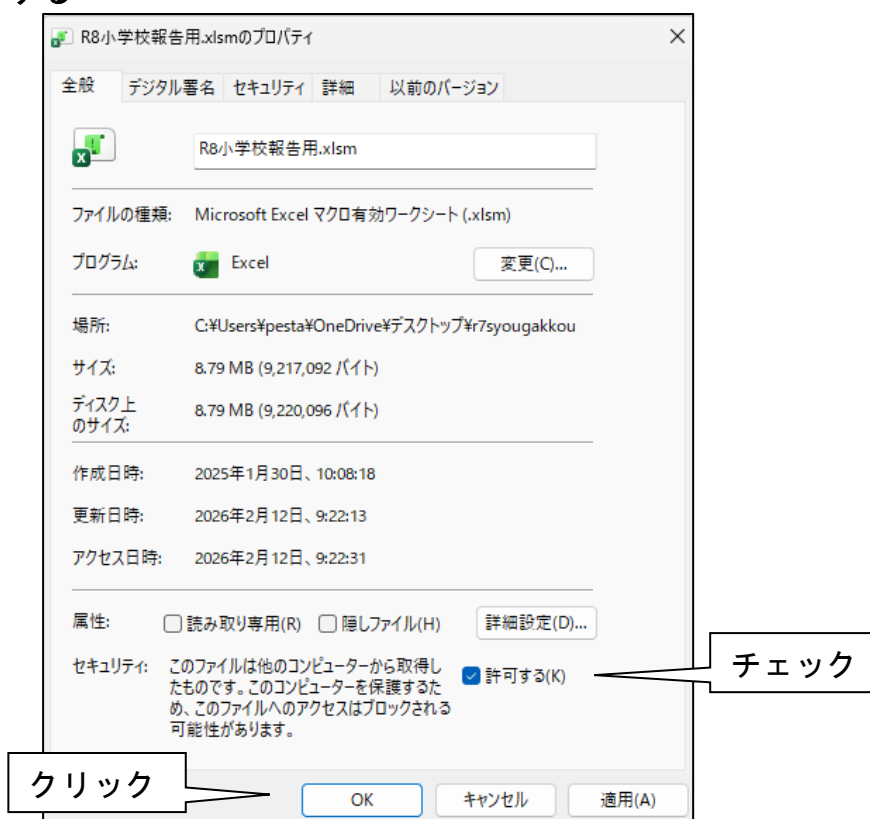 する
R8小学校報告用.xlsmのプロパティ
全般 デジタル署名 セキュリティ 詳細 以前のバージョン
R8小学校報告用.xlsm
ファイルの種類: Microsoft Excel マクロ有効ワークシート (.xlsm)
プログラム: Excel 変更(C)...
場所: C:¥Users¥pesta¥OneDrive¥デスクトップ¥r7syougakkou
サイズ: 8.79 MB (9,217,092 バイト)
ディスク上
のサイズ: 8.79 MB (9,220,096 バイト)
作成日時: 2025年1月30日、10:08:18
更新日時: 2026年2月12日、9:22:13
アクセス日時: 2026年2月12日、9:22:31
属性: 読み取り専用(R) 隠しファイル(H) 詳細設定(D)...
セキュリティ: このファイルは他のコンピューターから取得し
たものです。このコンピューターを保護するため
め、このファイルへのアクセスはブロックされる
可能性があります。
許可する(K)
チェック
クリック
OK キャンセル 適用(A)